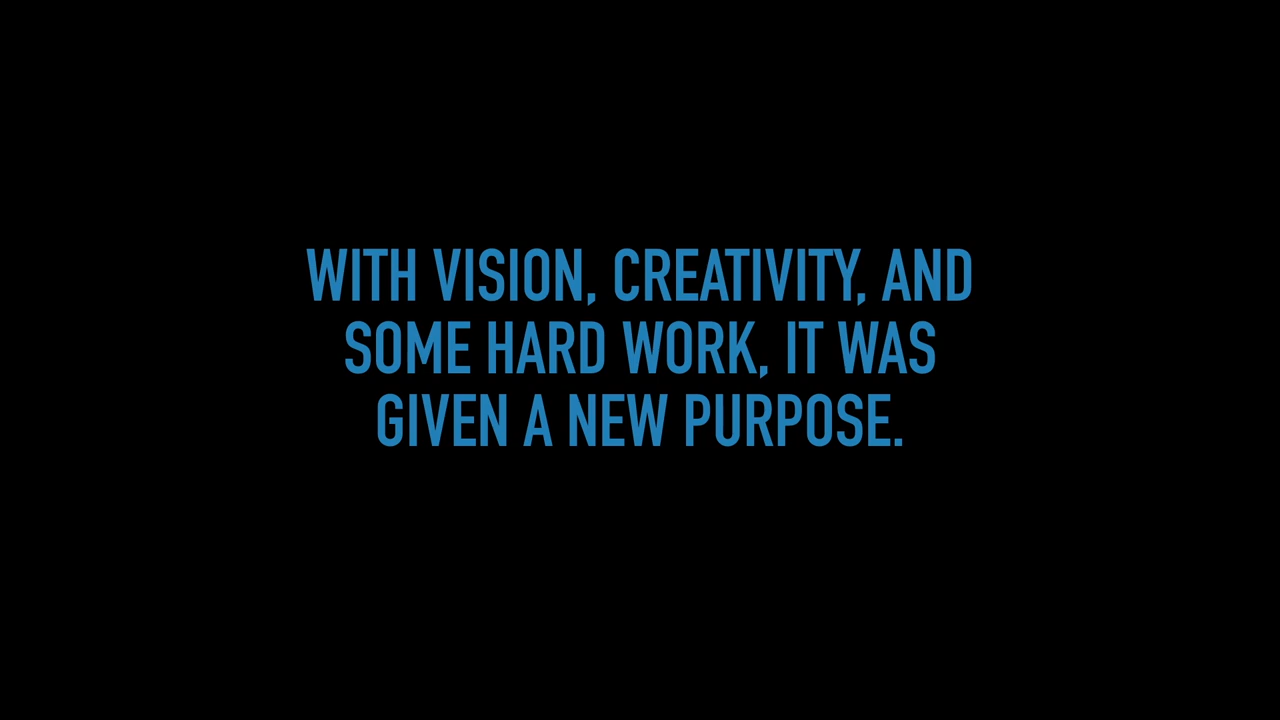 WITH VISION, CREATIVITY, AND
SOME HARD WORK, IT WAS
GIVEN A NEW PURPOSE.